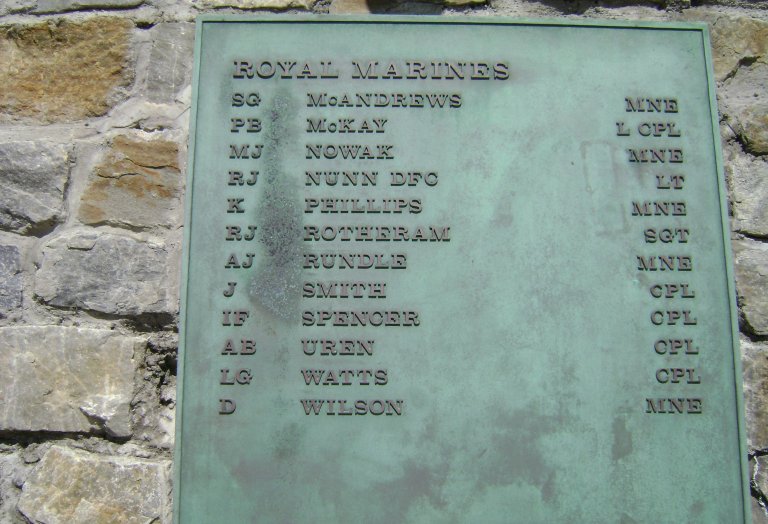 ROYAL MARINES
SG McANDREWS MNE
PB McKAY L CPL
MJ NOWAK MNE
RJ NUNN DFC LT
K PHILLIPS MNE
RJ ROTHERAM SGT
AJ RUNDLE MNE
J SMITH CPL
IF SPENCER CPL
AB UREN CPL
LG WATTS CPL
D WILSON MNE